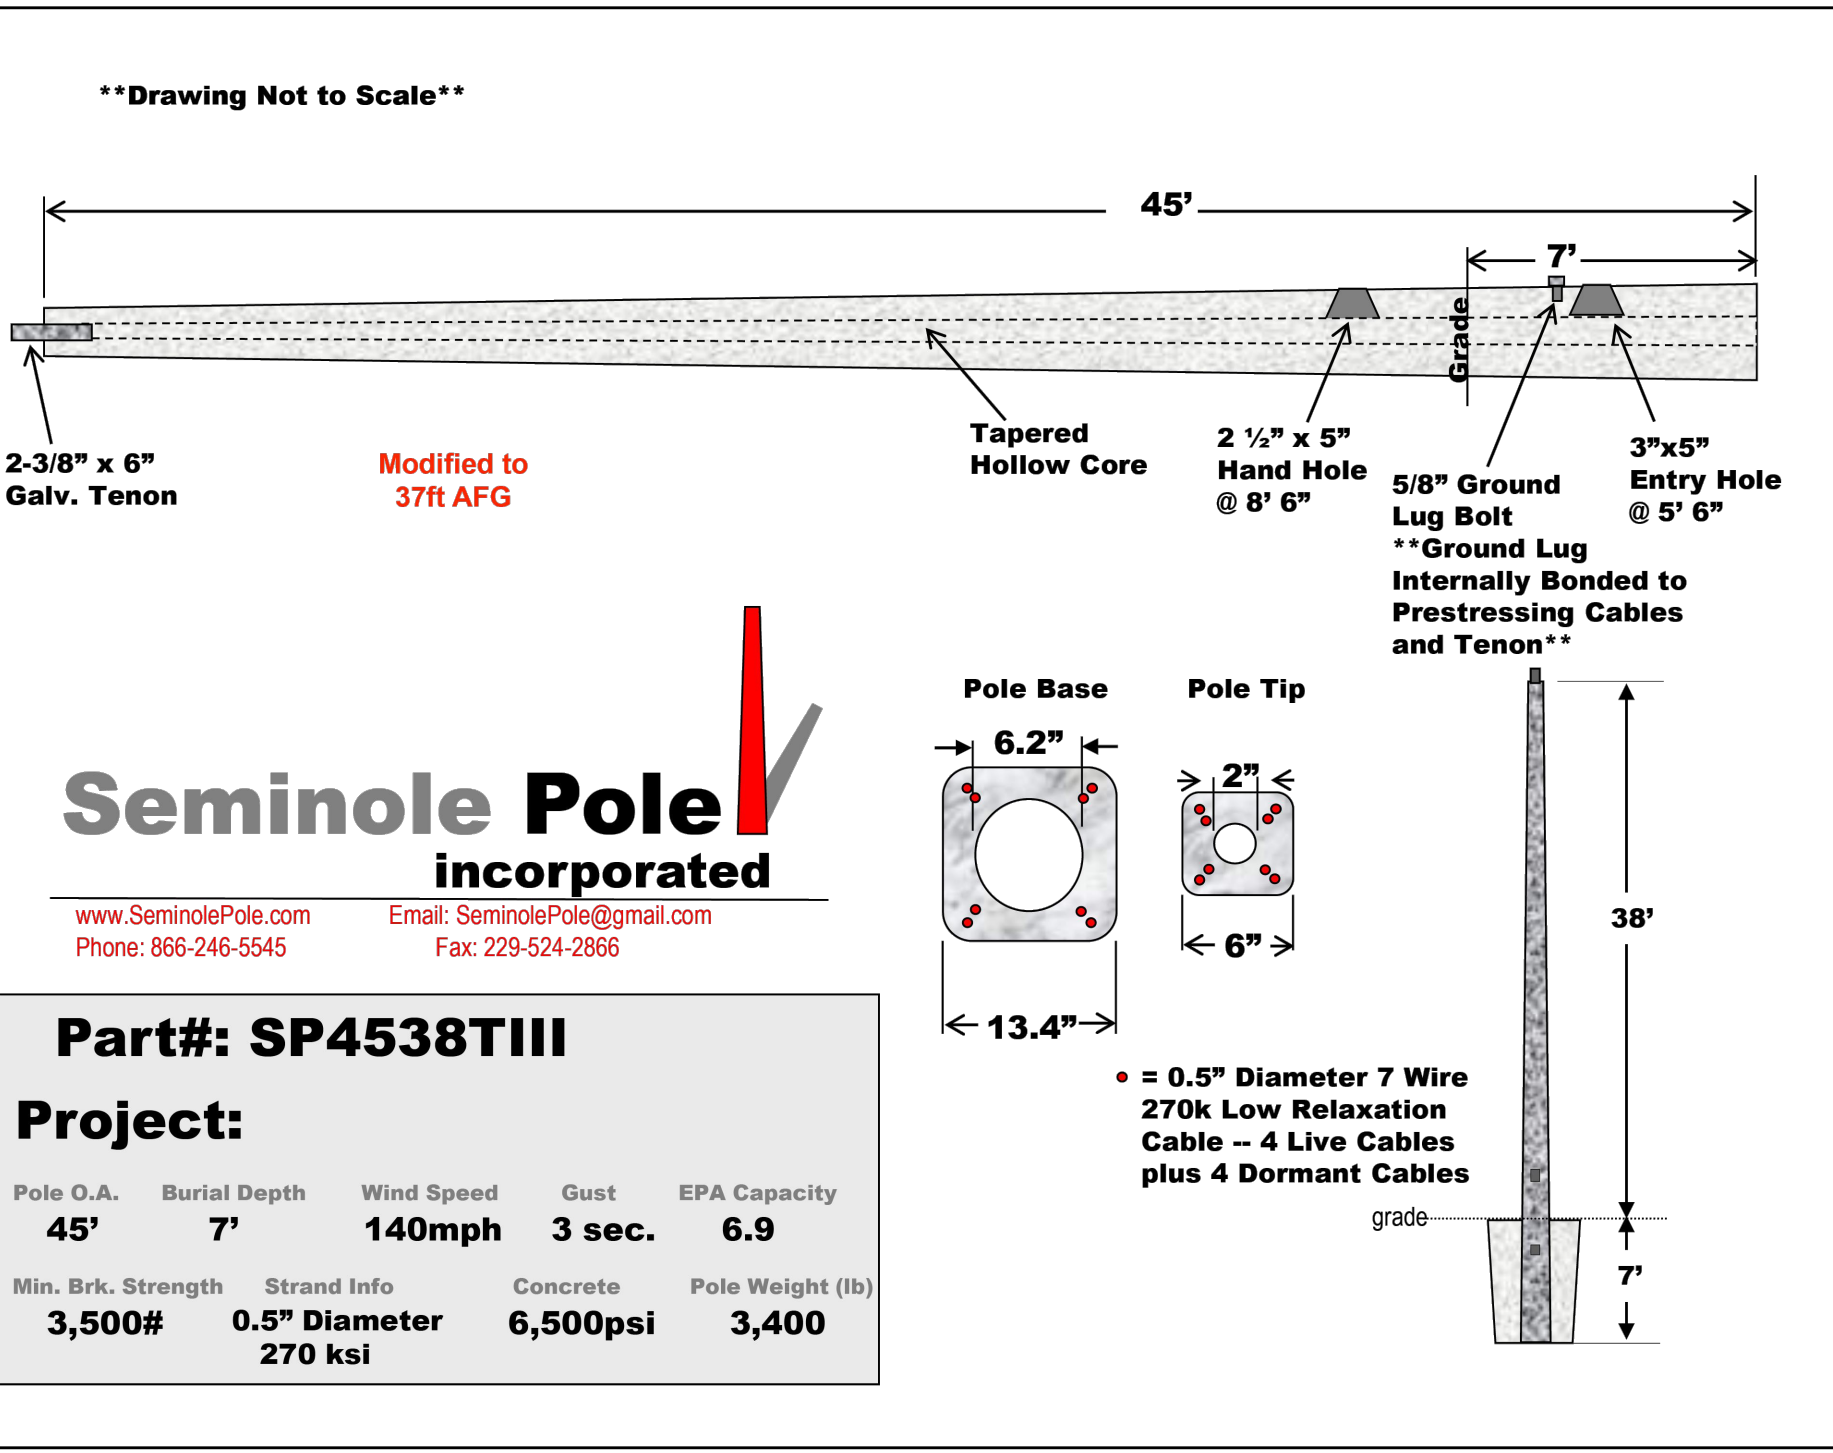 **Drawing Not to Scale**
45’
7’
Grade
2-3/8” x 6”
Galv. Tenon
Modified to
37ft AFG
Tapered
Hollow Core
2 ½” x 5”
Hand Hole
@ 8’ 6”
5/8” Ground
Lug Bolt
**Ground Lug
Internally Bonded to
Prestressing Cables
and Tenon**
3”x5”
Entry Hole
@ 5’ 6”
Seminole Pole
incorporated
www.SeminolePole.com Email: SeminolePole@gmail.com
Phone: 866-246-5545 Fax: 229-524-2866
Pole Base
6.2”
13.4”
Pole Tip
2”
6”
= 0.5” Diameter 7 Wire
270k Low Relaxation
Cable -- 4 Live Cables
plus 4 Dormant Cables
38’
grade
7’
Part#: SP4538TIII
Project:
Pole O.A. Burial Depth Wind Speed Gust EPA Capacity
45’ 7’ 140mph 3 sec. 6.9
Min. Brk. Strength Strand Info Concrete Pole Weight (lb)
3,500# 0.5” Diameter 6,500psi 3,400
270 ksi